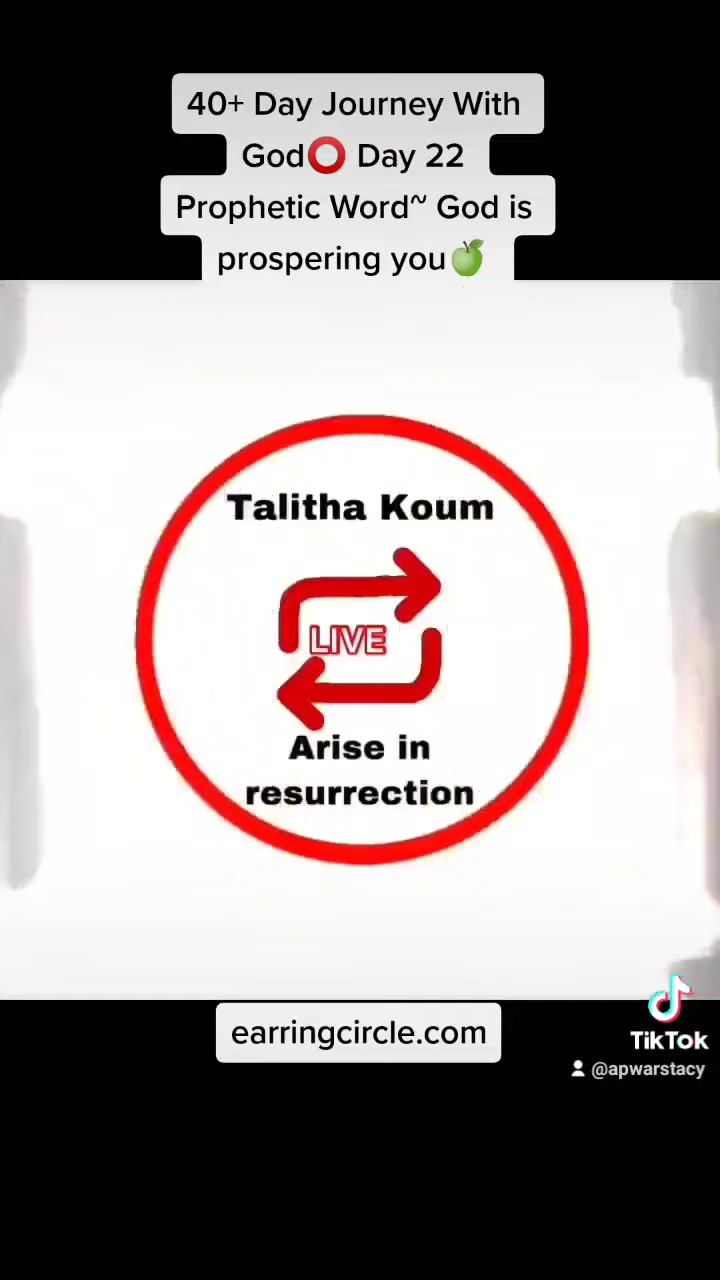 40+ Day Journey With
God⭕ Day 22
Prophetic Word~ God is
prospering you🍏
Talitha Koum
LIVE
Arise in
resurrection
earringcircle.com
TikTok
@apwarstacy